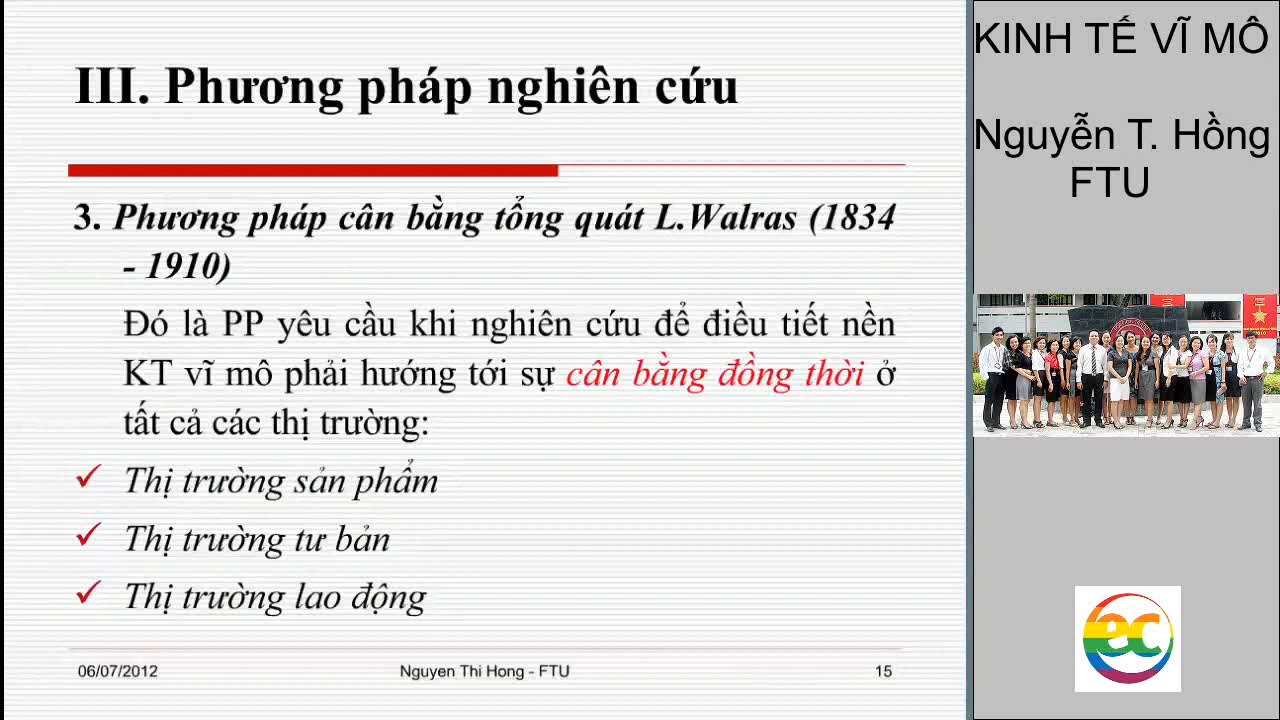 III. Phương pháp nghiên cứu
3. Phương pháp cân bằng tổng quát L.Walras (1834
- 1910)
Đó là PP yêu cầu khi nghiên cứu để điều tiết nền
KT vĩ mô phải hướng tới sự cân bằng đồng thời ở
tất cả các thị trường:
Thị trường sản phẩm
Thị trường tư bản
Thị trường lao động
06/07/2012
Nguyen Thi Hong - FTU
15
KINH TẾ VĨ MÔ
Nguyễn T. Hồng
FTU
ec